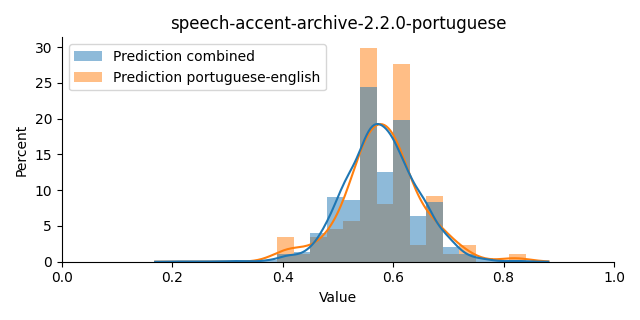 speech-accent-archive-2.2.0-portuguese
Prediction combined
Prediction portuguese-english
Percent
30
25
20
15
10
5
0
0.0 0.2 0.4 0.6 0.8 1.0
Value